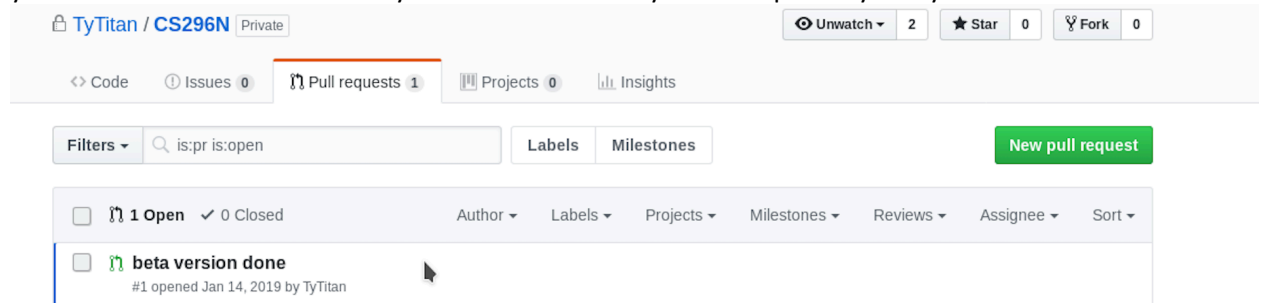 TyTitan / CS296N Private Unwatch 2 Star 0 Fork 0
Code Issues 0 Pull requests 1 Projects 0 Insights
Filters is:pr is:open Labels Milestones New pull request
1 Open 0 Closed Author Labels Projects Milestones Reviews Assignee Sort
beta version done
#1 opened Jan 14, 2019 by TyTitan